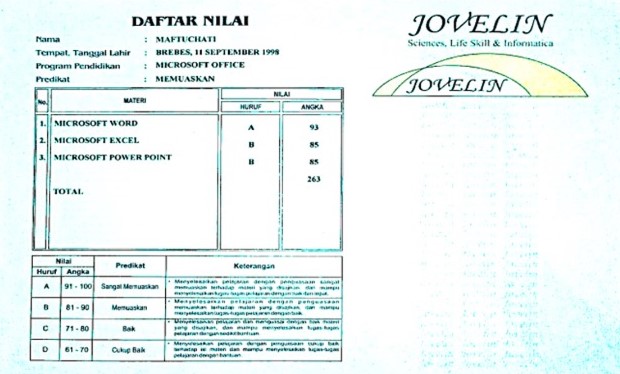 DAFTAR NILAI
Nama : MAFTUCHATI
Tempat, Tanggal Lahir : BREBES, 11 SEPTEMBER 1998
Program Pendidikan : MICROSOFT OFFICE
Predikat : MEMUASKAN
JOVELIN
Sciences, Life Skill & Informatica
JOVELIN
No. MATERI NILAI
HURUF ANGKA
1. MICROSOFT WORD A 93
2. MICROSOFT EXCEL B 85
3. MICROSOFT POWER POINT B 85
TOTAL 263
Nilai Predikat Keterangan
Huruf Angka
A 91 - 100 Sangat Memuaskan • Menyelesaikan pelajaran dengan penguasaan sangat
memuaskan terhadap materi yang disajikan dan mampu
menyelesaikan tugas-tugas pelajaran dengan baik dan cepat.
B 81 - 90 Memuaskan • Menyelesaikan pelajaran dengan penguasaan
memuaskan terhadap materi yang disajikan dan mampu
menyelesaikan tugas-tugas pelajaran dengan baik.
C 71 - 80 Baik • Menyelesaikan pelajaran dan menguasai dengan baik materi
yang disajikan, dan mampu menyelesaikan tugas-tugas
pelajaran dengan sedikit bantuan.
D 61 - 70 Cukup Baik • Menyelesaikan pelajaran dengan penguasaan cukup baik
terhadap materi dan mampu menyelesaikan tugas-tugas
pelajaran dengan bantuan.